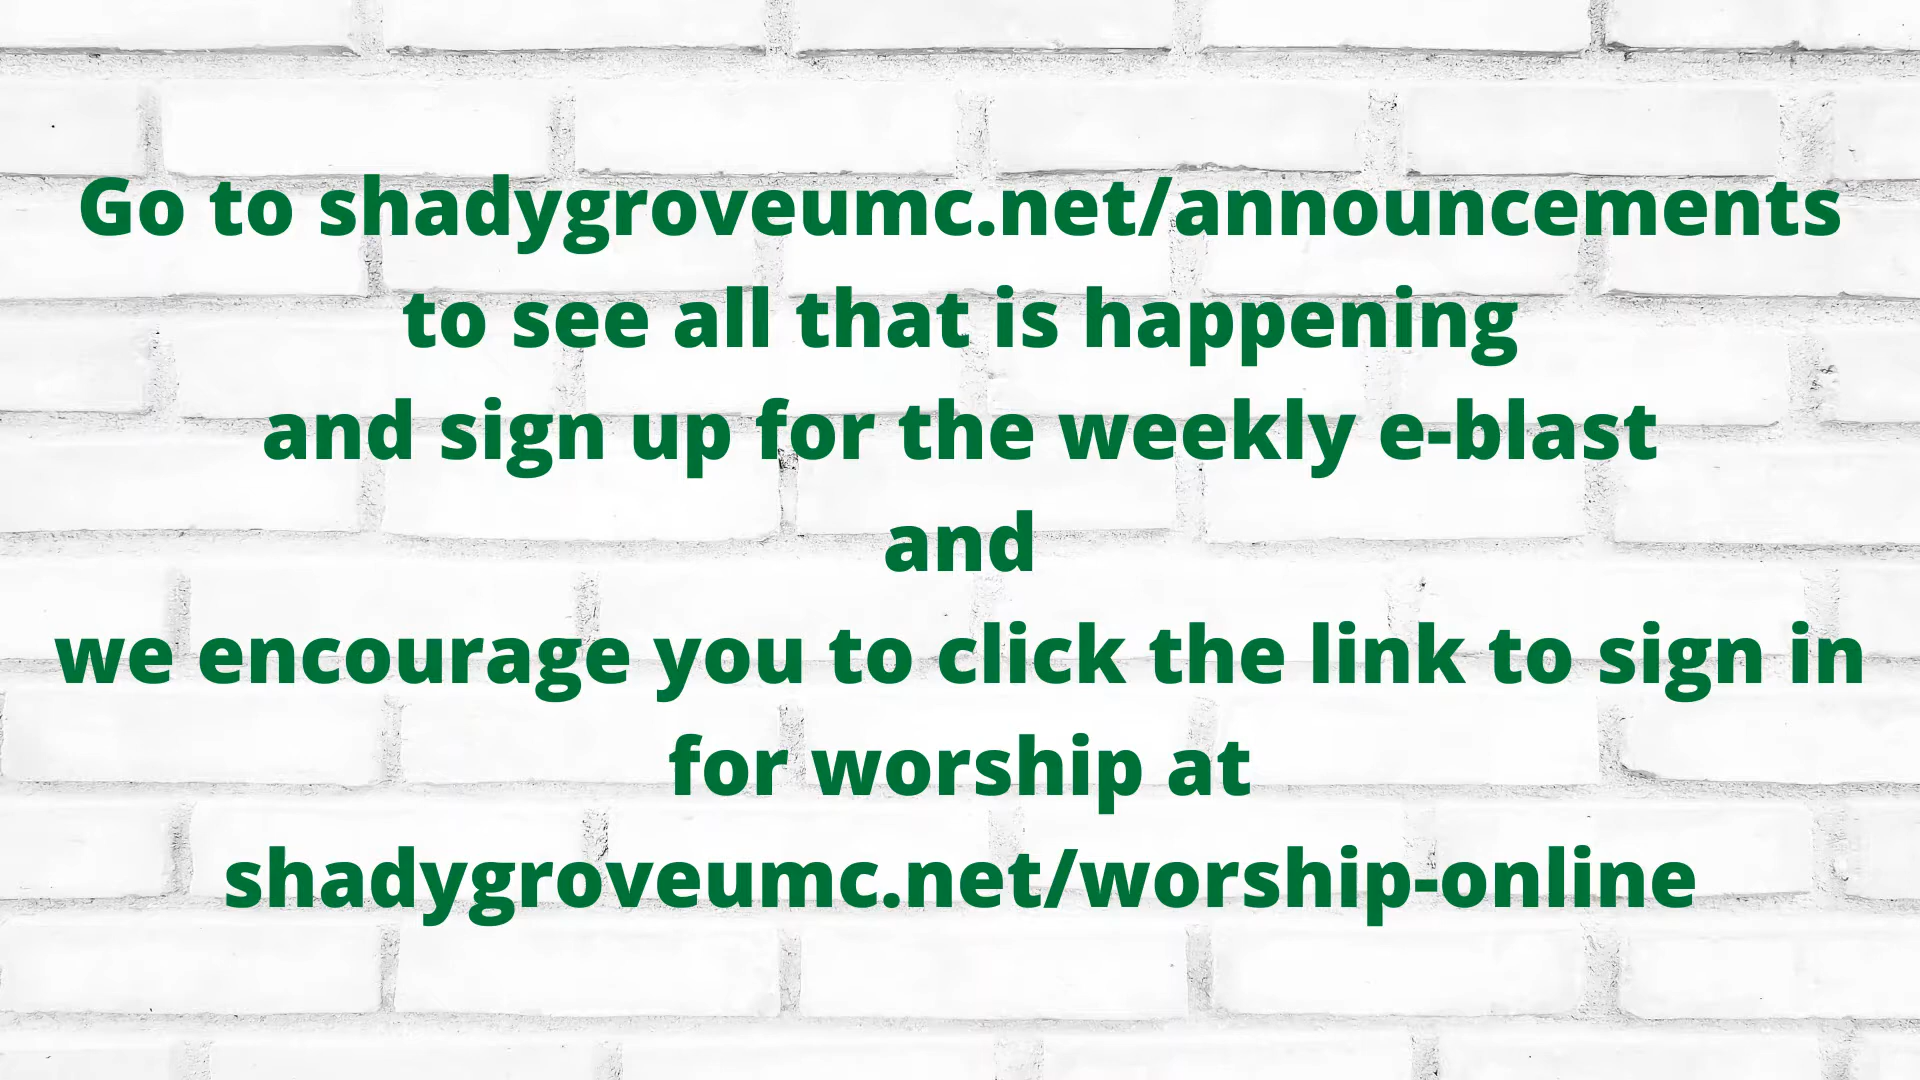 Go to shadygroveumc.net/announcements
to see all that is happening
and sign up for the weekly e-blast
and
we encourage you to click the link to sign in
for worship at
shadygroveumc.net/worship-online